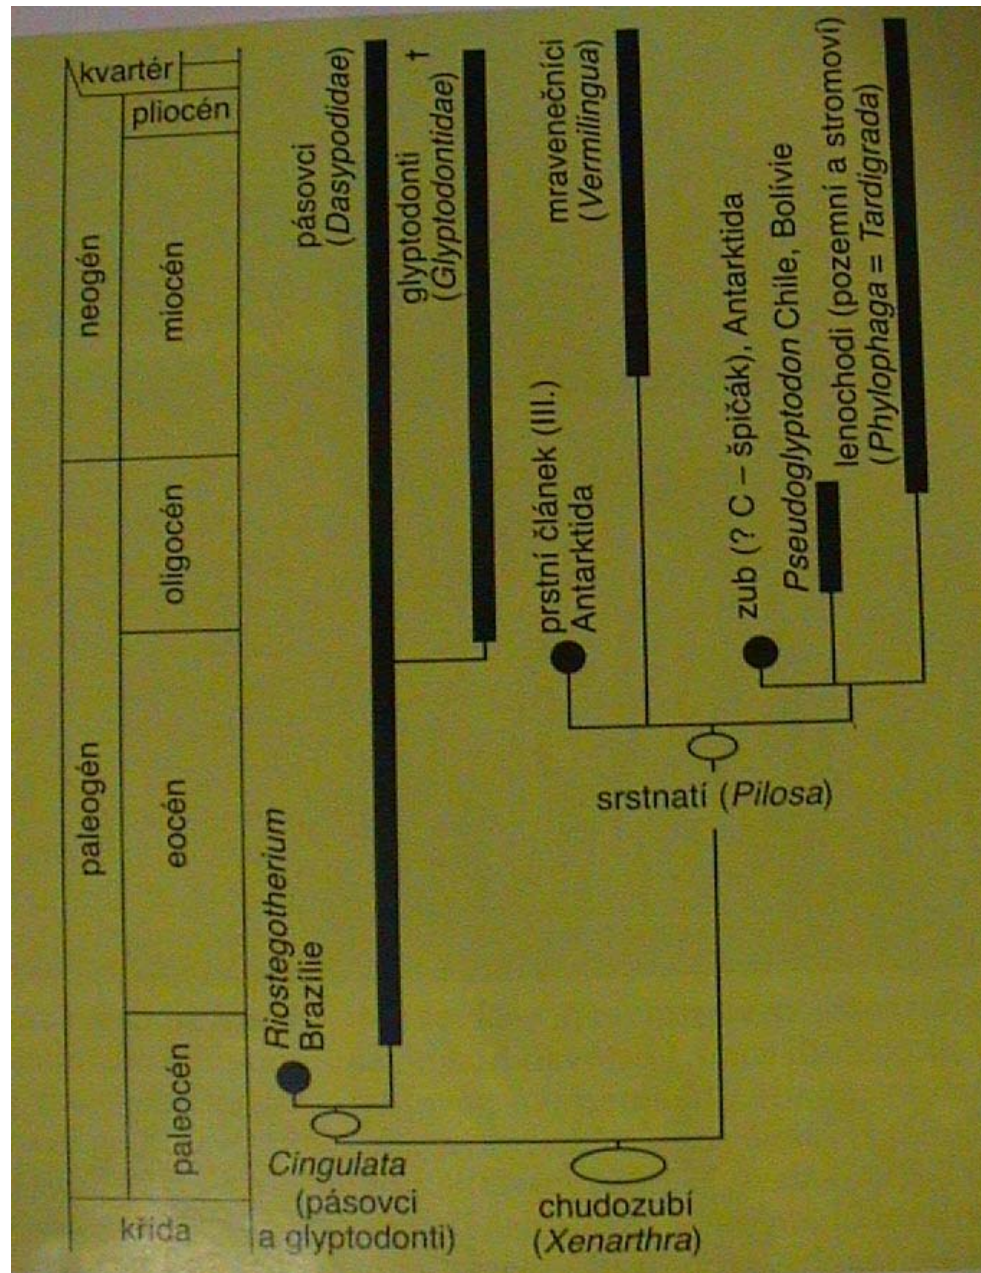 kvartér
pliocén
neogén
miocén
paleogén
oligocén
eocén
paleocén
křída
pásovci
(Dasypodidae)
glyptodonti
(Glyptodontidae) †
mravenečníci
(Vermilingua)
prstní článek (III.)
Antarktida
zub (? C – špičák), Antarktida
Pseudoglyptodon Chile, Bolívie
lenochodi (pozemní a stromoví)
(Phylophaga = Tardigrada)
Riostegotherium
Brazílie
srstnatí (Pilosa)
Cingulata
(pásovci
a glyptodonti)
chudozubí
(Xenarthra)